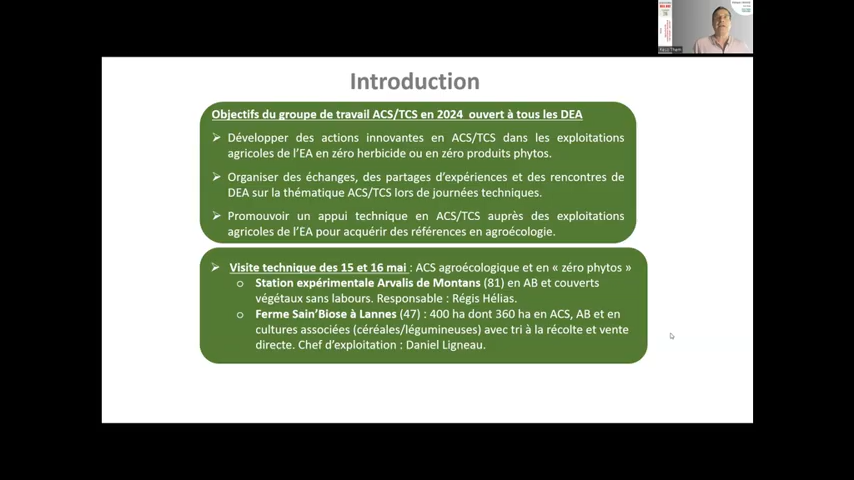 Introduction
Objectifs du groupe de travail ACS/TCS en 2024 ouvert à tous les DEA
➢ Développer des actions innovantes en ACS/TCS dans les exploitations
agricoles de l'EA en zéro herbicide ou en zéro produits phytos.
➢ Organiser des échanges, des partages d'expériences et des rencontres de
DEA sur la thématique ACS/TCS lors de journées techniques.
➢ Promouvoir un appui technique en ACS/TCS auprès des exploitations
agricoles de l'EA pour acquérir des références en agroécologie.
➢ Visite technique des 15 et 16 mai : ACS agroécologique et en « zéro phytos »
o Station expérimentale Arvalis de Montans (81) en AB et couverts
végétaux sans labours. Responsable : Régis Hélias.
o Ferme Sain'Biose à Lannes (47) : 400 ha dont 360 ha en ACS, AB et en
cultures associées (céréales/légumineuses) avec tri à la récolte et vente
directe. Chef d'exploitation : Daniel Ligneau.